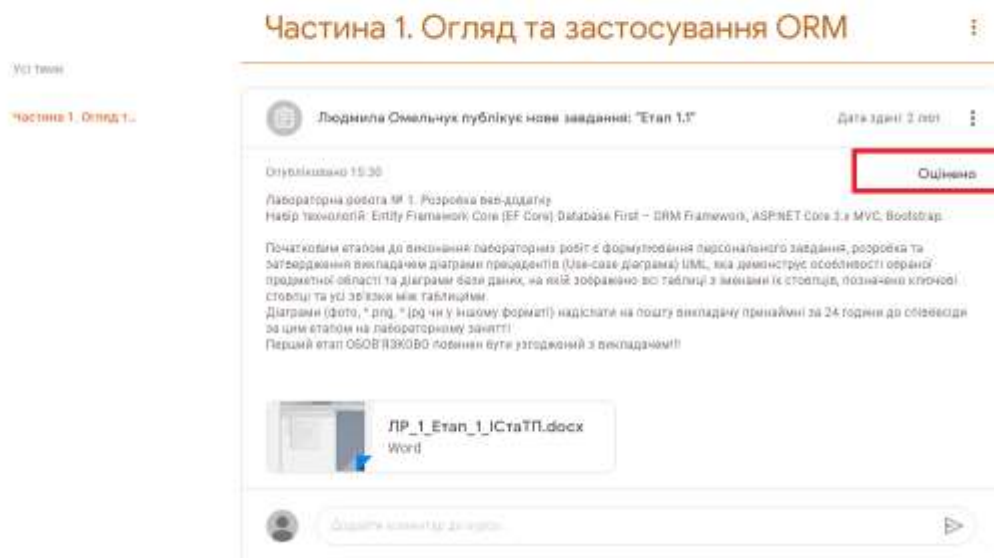 Частина 1. Огляд та застосування ORM
Усі теми
Частина 1. Огляд т...
Людмила Омельчук публікує нове завдання: "Етап 1.1"
Дата здачі: 2 лют.
Опубліковано 15:30
Оцінено
Лабораторна робота № 1. Розробка веб-додатку
Набір технологій: Entity Framework Core (EF Core) Database First – ORM Framework, ASP.NET Core 3.x MVC, Bootstrap.
Початковим етапом до виконання лабораторних робіт є формулювання персонального завдання, розробка та
затвердження викладачем діаграми прецедентів (Use-case діаграма) UML, яка демонструє особливості обраної
предметної області та діаграми бази даних, на якій зображено всі таблиці з іменами їх стовпців, позначено ключові
стовпці та усі зв'язки між таблицями.
Діаграми (фото, *.png, *.jpg чи у іншому форматі) надіслати на пошту викладачу принаймні за 24 години до співбесіди
за цим етапом на лабораторному занятті!
Перший етап ОБОВ'ЯЗКОВО повинен бути узгоджений з викладачем!!!
ЛР_1_Етап_1_ІСтаТП.docx
Word
Додайте коментар до курсу...